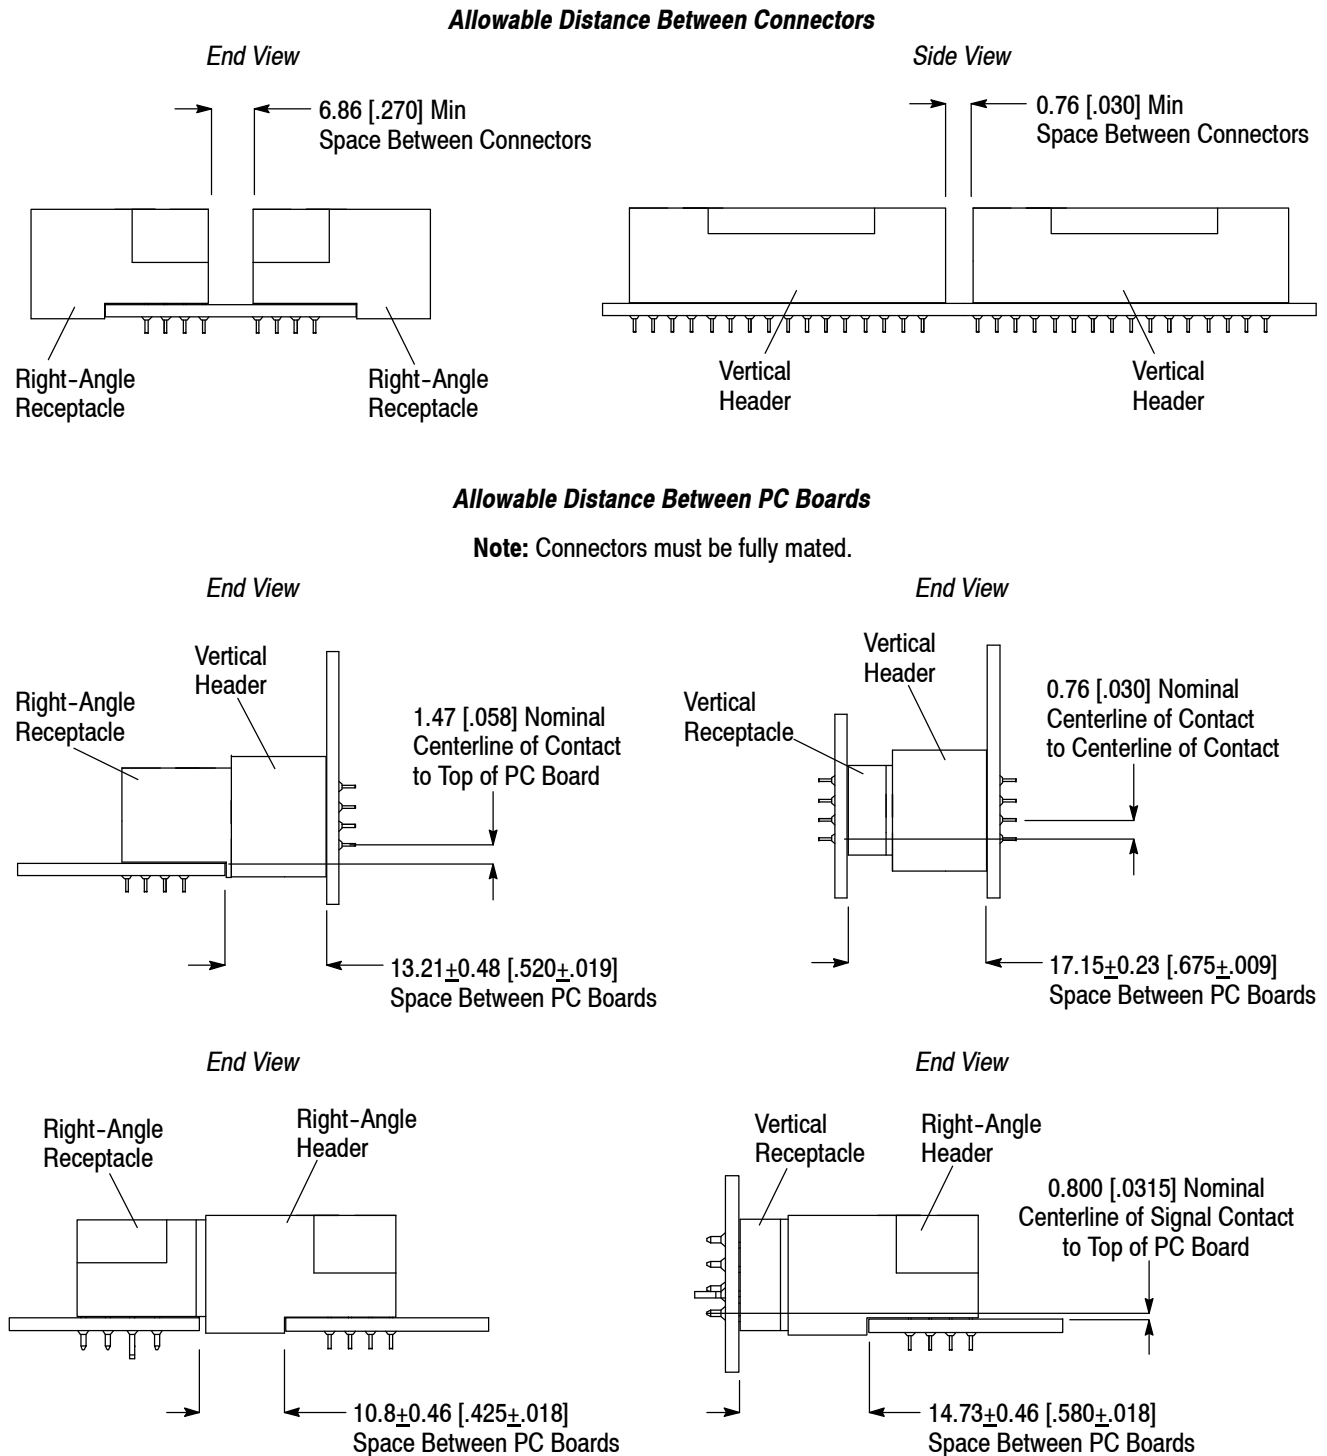 Allowable Distance Between Connectors
End View
6.86 [.270] Min
Space Between Connectors
Right-Angle
Receptacle
Right-Angle
Receptacle
Side View
0.76 [.030] Min
Space Between Connectors
Vertical
Header
Vertical
Header
Allowable Distance Between PC Boards
Note: Connectors must be fully mated.
End View
Vertical
Header
Right-Angle
Receptacle
1.47 [.058] Nominal
Centerline of Contact
to Top of PC Board
13.21±0.48 [.520±.019]
Space Between PC Boards
End View
Vertical
Header
Vertical
Receptacle
0.76 [.030] Nominal
Centerline of Contact
to Centerline of Contact
17.15±0.23 [.675±.009]
Space Between PC Boards
End View
Right-Angle
Receptacle
Right-Angle
Header
10.8±0.46 [.425±.018]
Space Between PC Boards
End View
Vertical
Receptacle
Right-Angle
Header
0.800 [.0315] Nominal
Centerline of Signal Contact
to Top of PC Board
14.73±0.46 [.580±.018]
Space Between PC Boards